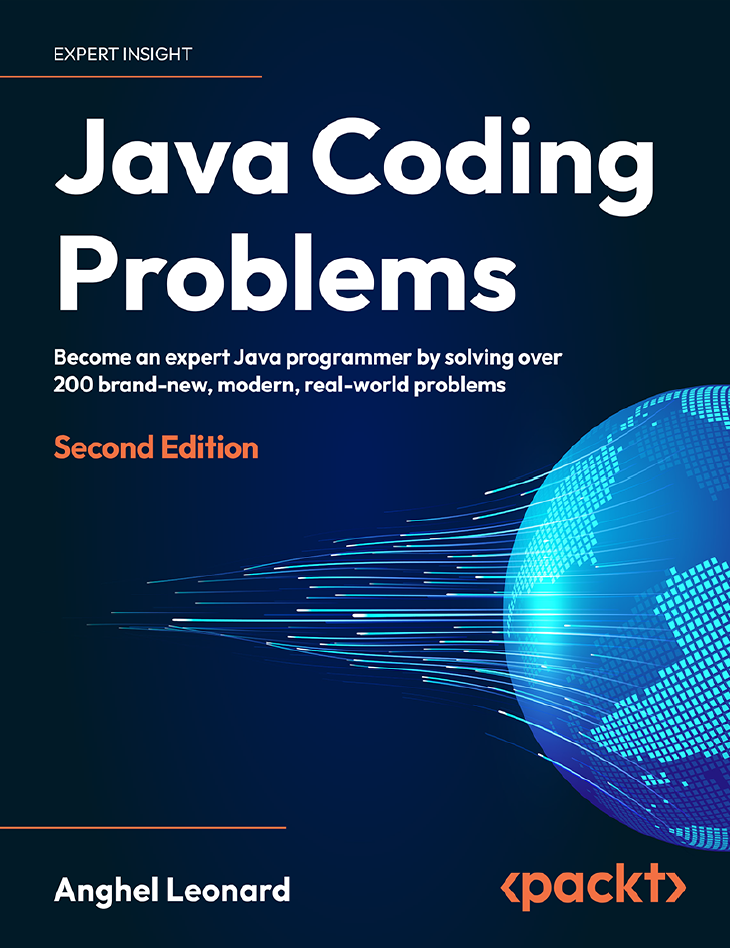 EXPERT INSIGHT
Java Coding
Problems
Become an expert Java programmer by solving over
200 brand-new, modern, real-world problems
Second Edition
Anghel Leonard
<packt>